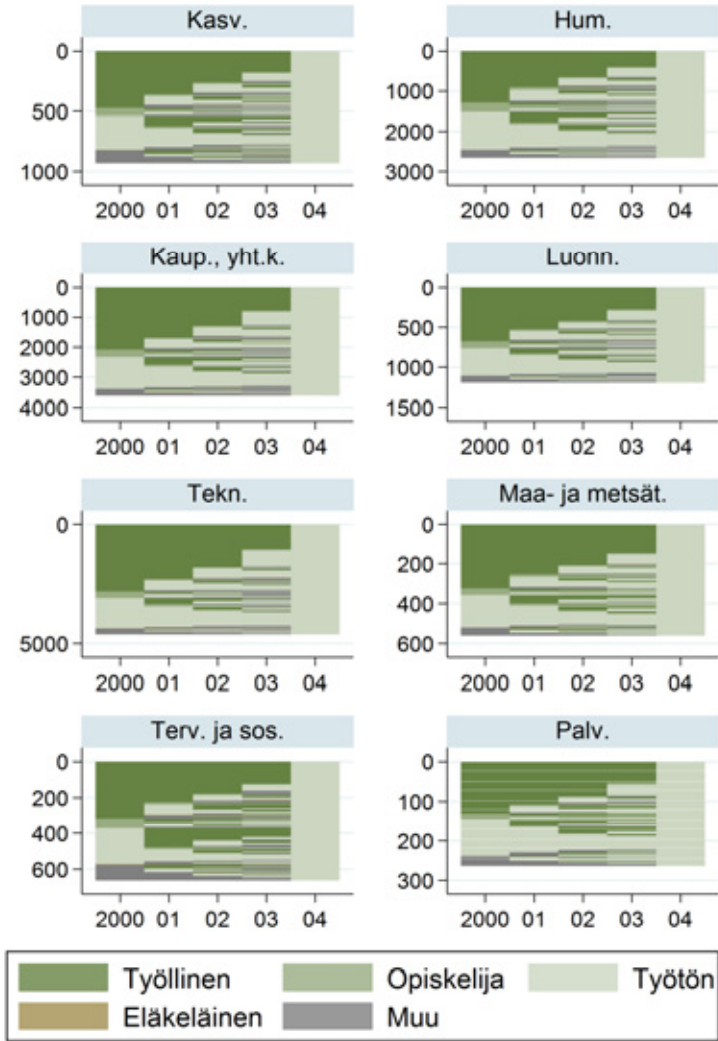 Kasv.
0
500
1000
2000 01 02 03 04
Hum.
0
1000
2000
3000
2000 01 02 03 04
Kaup., yht.k.
0
1000
2000
3000
4000
2000 01 02 03 04
Luonn.
0
500
1000
1500
2000 01 02 03 04
Tekn.
0
5000
2000 01 02 03 04
Maa- ja metsät.
0
200
400
600
2000 01 02 03 04
Terv. ja sos.
0
200
400
600
2000 01 02 03 04
Palv.
0
100
200
300
2000 01 02 03 04
Työllinen Opiskelija Työtön
Eläkeläinen Muu